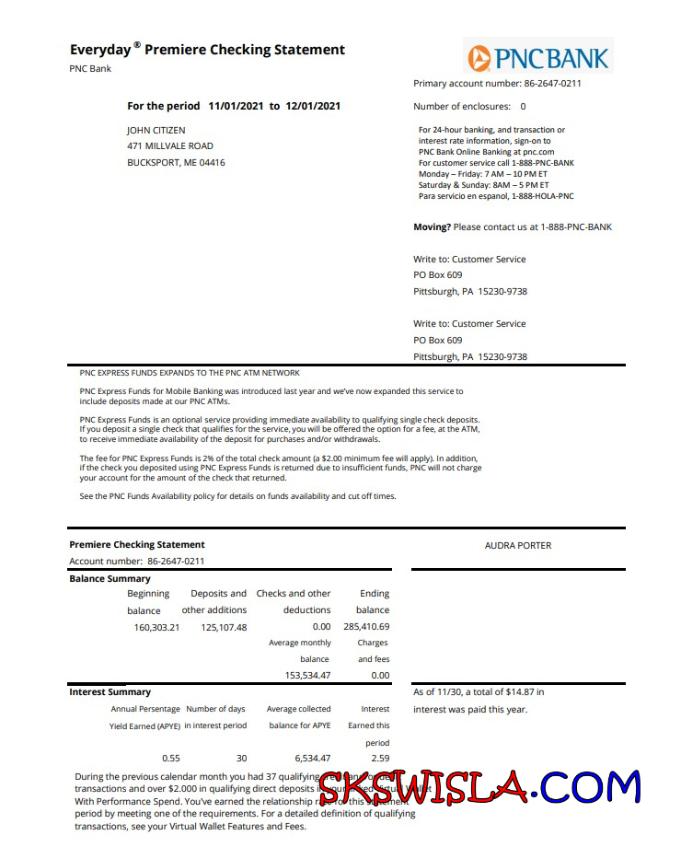 Everyday ® Premiere Checking Statement
PNC Bank
PNCBANK
Primary account number: 86-2647-0211
For the period 11/01/2021 to 12/01/2021
Number of enclosures: 0
JOHN CITIZEN
471 MILLVALE ROAD
BUCKSPORT, ME 04416
For 24-hour banking, and transaction or
interest rate information, sign-on to
PNC Bank Online Banking at pnc.com
For customer service call 1-888-PNC-BANK
Monday – Friday: 7 AM – 10 PM ET
Saturday & Sunday: 8AM – 5 PM ET
Para servicio en espanol, 1-888-HOLA-PNC
Moving? Please contact us at 1-888-PNC-BANK
Write to: Customer Service
PO Box 609
Pittsburgh, PA 15230-9738
Write to: Customer Service
PO Box 609
Pittsburgh, PA 15230-9738
PNC EXPRESS FUNDS EXPANDS TO THE PNC ATM NETWORK
PNC Express Funds for Mobile Banking was introduced last year and we've now expanded this service to
include deposits made at our PNC ATMs.
PNC Express Funds is an optional service providing immediate availability to qualifying single check deposits.
If you deposit a single check that qualifies for the service, you will be offered the option for a fee, at the ATM,
to receive immediate availability of the deposit for purchases and/or withdrawals.
The fee for PNC Express Funds is 2% of the total check amount (a $2.00 minimum fee will apply). In addition,
if the check you deposited using PNC Express Funds is returned due to insufficient funds, PNC will not charge
your account for the amount of the check that returned.
See the PNC Funds Availability policy for details on funds availability and cut off times.
Premiere Checking Statement
AUDRA PORTER
Account number: 86-2647-0211
Balance Summary
Beginning Deposits and Checks and other Ending
balance other additions deductions balance
160,303.21 125,107.48 0.00 285,410.69
Average monthly Charges
balance and fees
153,534.47 0.00
Interest Summary
As of 11/30, a total of $14.87 in
interest was paid this year.
Annual Persentage Number of days Average collected Interest
Yield Earned (APYE) in interest period balance for APYE Earned this
period
0.55 30 6,534.47 2.59
During the previous calendar month you had 37 qualifying
transactions and over $2.000 in qualifying direct deposits
With Performance Spend. You've earned the relationship for this
period by meeting one of the requirements. For a detailed definition of qualifying
transactions, see your Virtual Wallet Features and Fees.
SKSWISLA.COM